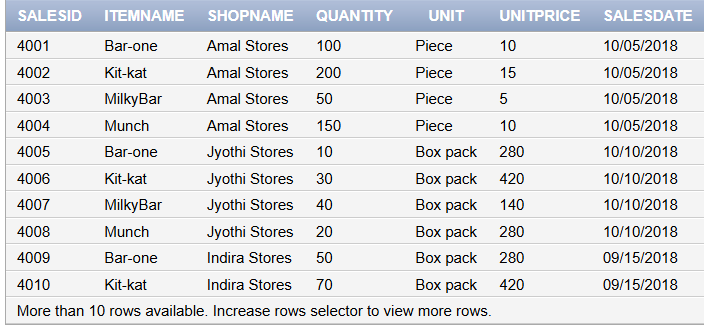 SALESID ITEMNAME SHOPNAME QUANTITY UNIT UNITPRICE SALESDATE
4001 Bar-one Amal Stores 100 Piece 10 10/05/2018
4002 Kit-kat Amal Stores 200 Piece 15 10/05/2018
4003 MilkyBar Amal Stores 50 Piece 5 10/05/2018
4004 Munch Amal Stores 150 Piece 10 10/05/2018
4005 Bar-one Jyothi Stores 10 Box pack 280 10/10/2018
4006 Kit-kat Jyothi Stores 30 Box pack 420 10/10/2018
4007 MilkyBar Jyothi Stores 40 Box pack 140 10/10/2018
4008 Munch Jyothi Stores 20 Box pack 280 10/10/2018
4009 Bar-one Indira Stores 50 Box pack 280 09/15/2018
4010 Kit-kat Indira Stores 70 Box pack 420 09/15/2018
More than 10 rows available. Increase rows selector to view more rows.